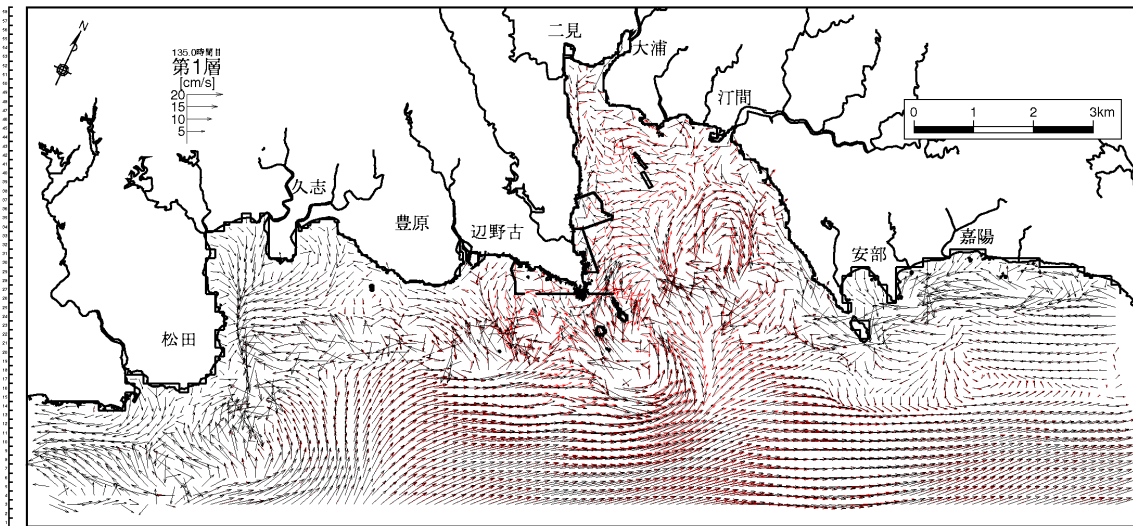 N
135.0時間目
第1層
[cm/s]
20
15
10
5
二見
大浦
汀間
0 1 2 3km
久志
豊原
辺野古
安部
嘉陽
松田